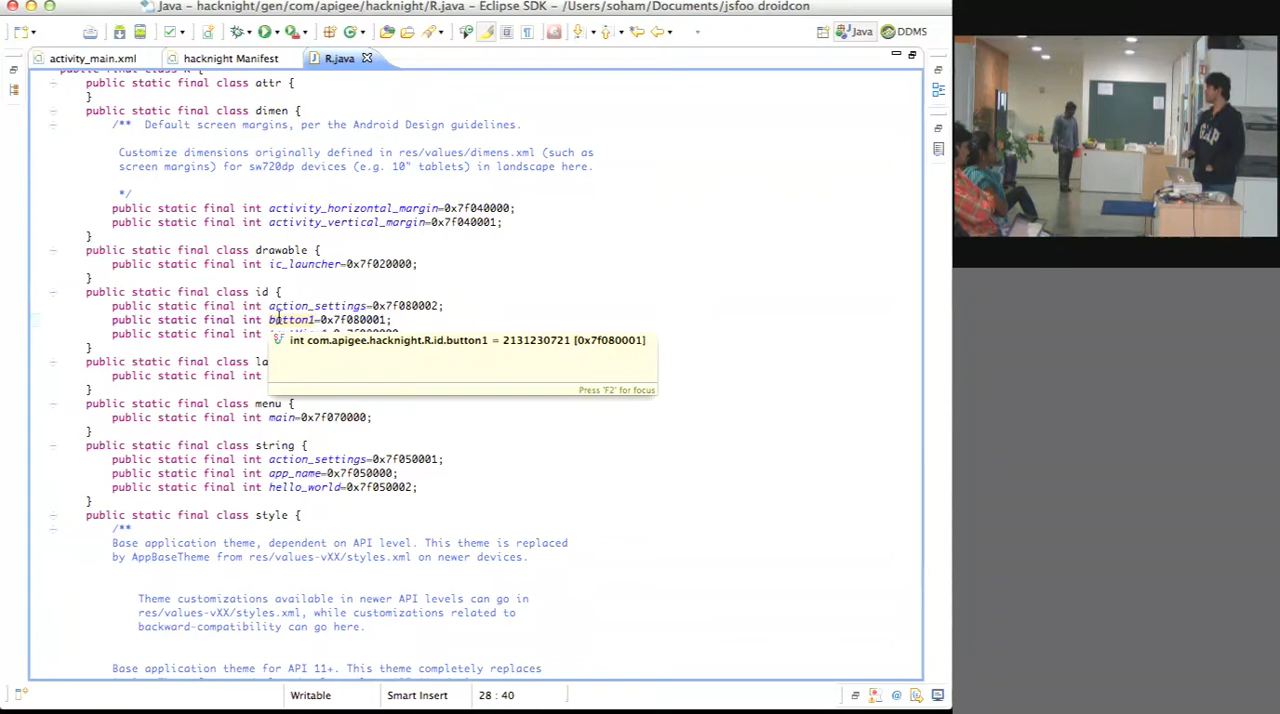 Java - hacknight/gen/com/apigee/hacknight/R.java - Eclipse SDK - /Users/soham/Documents/jsfoo droidcon
Java
DDMS
activity_main.xml
hacknight Manifest
R.java
public static final class attr {
}
public static final class dimen {
/** Default screen margins, per the Android Design guidelines.
Customize dimensions originally defined in res/values/dimens.xml (such as
screen margins) for sw720dp devices (e.g. 10" tablets) in landscape here.
*/
public static final int activity_horizontal_margin=0x7f040000;
public static final int activity_vertical_margin=0x7f040001;
}
public static final class drawable {
public static final int ic_launcher=0x7f020000;
}
public static final class id {
public static final int action_settings=0x7f080002;
public static final int button1=0x7f080001;
public static final int
int com.apigee.hacknight.R.id.button1 = 2131230721 [0x7f080001]
}
public static final class la
public static final int
Press 'F2' for focus
}
public static final class menu {
public static final int main=0x7f070000;
}
public static final class string {
public static final int action_settings=0x7f050001;
public static final int app_name=0x7f050000;
public static final int hello_world=0x7f050002;
}
public static final class style {
/**
Base application theme, dependent on API level. This theme is replaced
by AppBaseTheme from res/values-vXX/styles.xml on newer devices.
Theme customizations available in newer API levels can go in
res/values-vXX/styles.xml, while customizations related to
backward-compatibility can go here.
Base application theme for API 11+. This theme completely replaces
Writable
Smart Insert
28 : 40
GAP